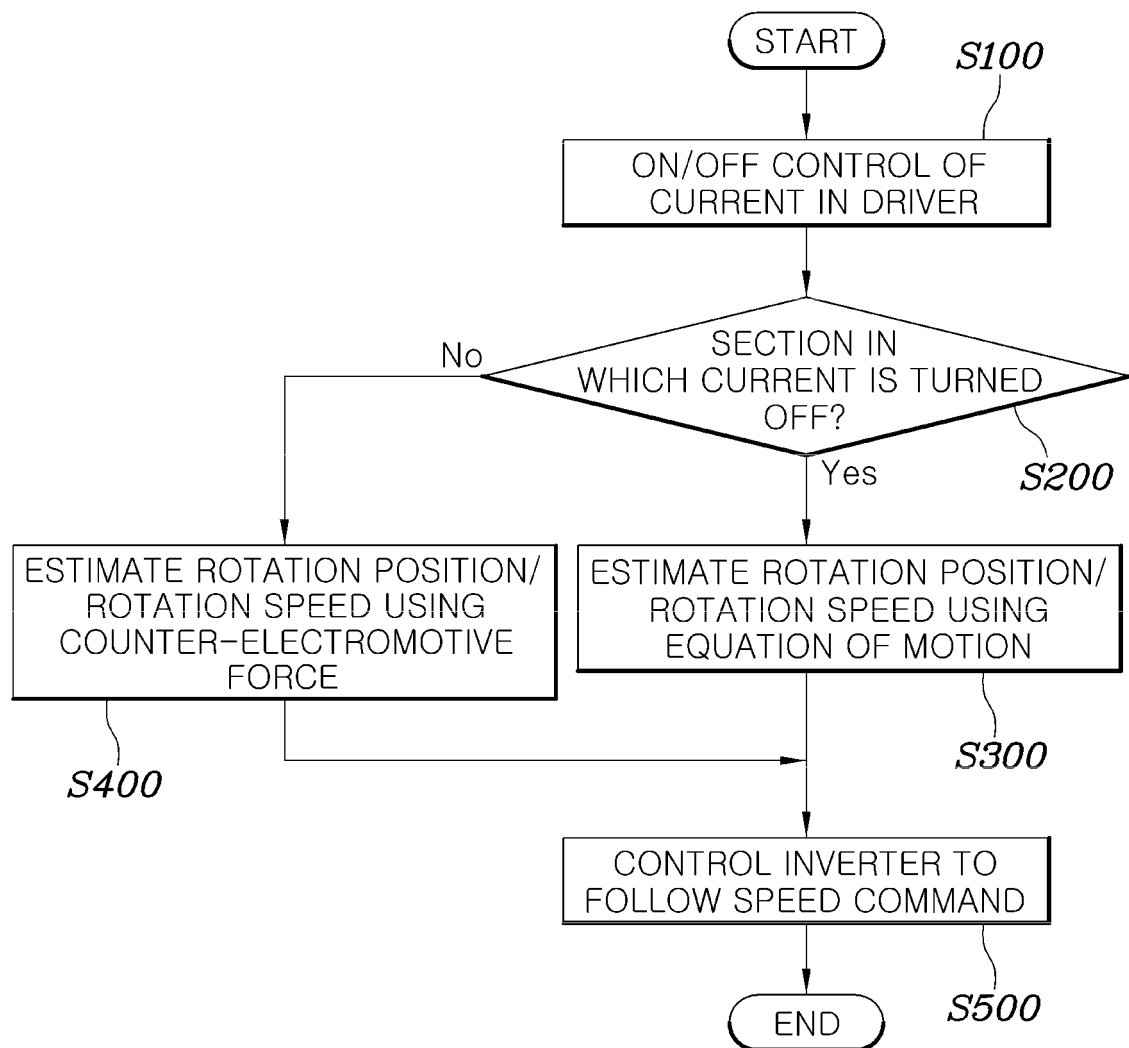 START
S100
ON/OFF CONTROL OF
CURRENT IN DRIVER
SECTION IN
WHICH CURRENT IS TURNED
OFF?
No
Yes
S200
ESTIMATE ROTATION POSITION/
ROTATION SPEED USING
COUNTER-ELECTROMOTIVE
FORCE
S400
ESTIMATE ROTATION POSITION/
ROTATION SPEED USING
EQUATION OF MOTION
S300
CONTROL INVERTER TO
FOLLOW SPEED COMMAND
S500
END